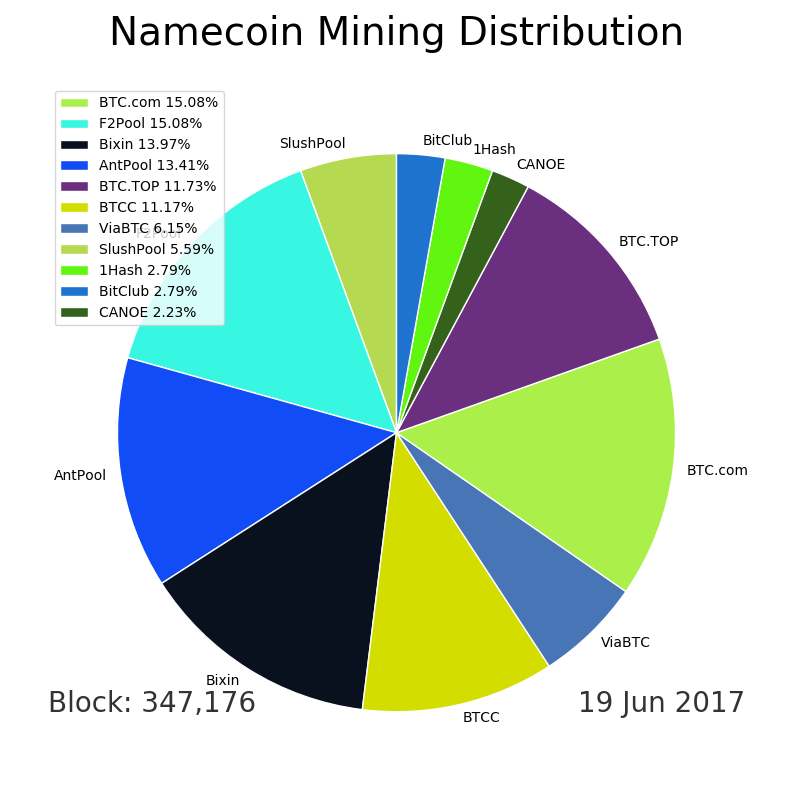 Namecoin Mining Distribution
BTC.com 15.08%
F2Pool 15.08%
Bixin 13.97%
AntPool 13.41%
BTC.TOP 11.73%
BTCC 11.17%
ViaBTC 6.15%
SlushPool 5.59%
1Hash 2.79%
BitClub 2.79%
CANOE 2.23%
SlushPool
BitClub
1Hash
CANOE
F2Pool
BTC.TOP
AntPool
BTC.com
ViaBTC
Bixin
BTCC
Block: 347,176
19 Jun 2017